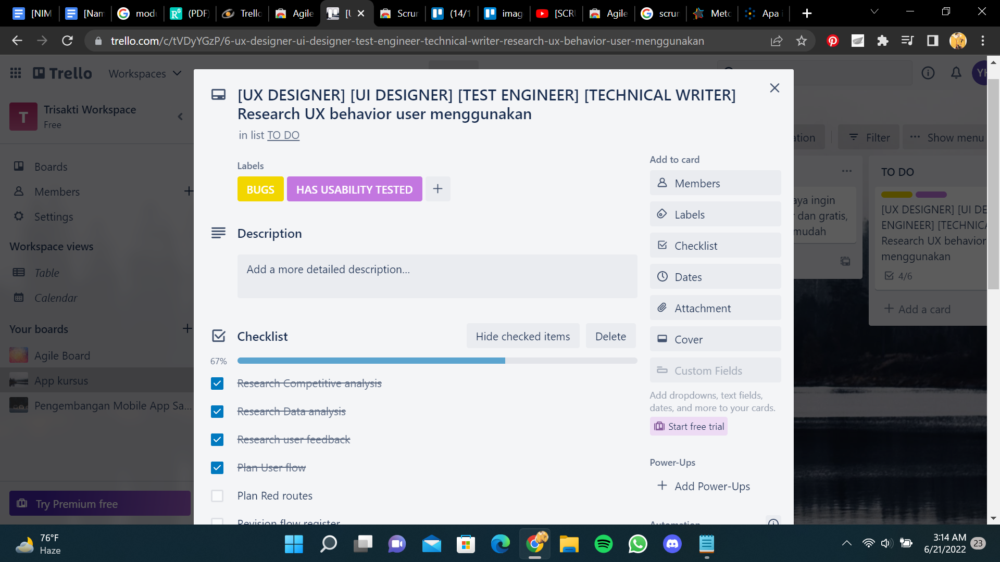 [NIM
[Nam
modu
(PDF)
Trello
Agile
[U
Scrum
(14/1
imag
[SCRU
Agile
scrum
Meto
Apa i
trello.com/c/tVDyYGzP/6-ux-designer-ui-designer-test-engineer-technical-writer-research-ux-behavior-user-menggunakan
Trello
Workspaces
YH
T
Trisakti Workspace
Free
Boards
Members
Settings
Workspace views
Table
Calendar
Your boards
Agile Board
App kursus
Pengembangan Mobile App Sa...
Try Premium free
[UX DESIGNER] [UI DESIGNER] [TEST ENGINEER] [TECHNICAL WRITER]
Research UX behavior user menggunakan
in list TO DO
Labels
BUGS
HAS USABILITY TESTED
Description
Add a more detailed description...
Checklist
Hide checked items
Delete
67%
Research Competitive analysis
Research Data analysis
Research user feedback
Plan User flow
Plan Red routes
Revision flow register
Add to card
Members
Labels
Checklist
Dates
Attachment
Cover
Custom Fields
Add dropdowns, text fields,
dates, and more to your cards.
Start free trial
Power-Ups
Add Power-Ups
Automation
ation
Filter
Show menu
aya ingin
dan gratis,
mudah
TO DO
[UX DESIGNER] [UI DE
ENGINEER] [TECHNICA
Research UX behavior
menggunakan
4/6
Add a card
76°F
Haze
3:14 AM
6/21/2022
23